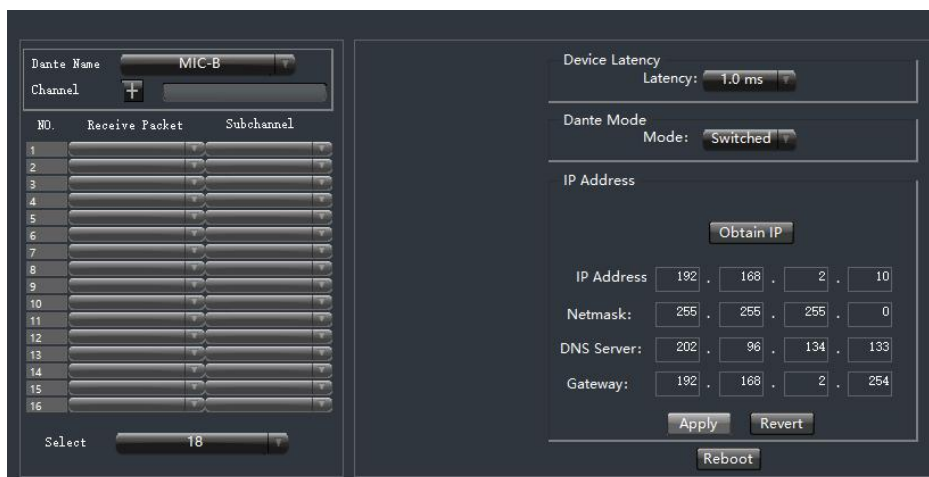 Dante Name MIC-B
Channel +
NO. Receive Packet Subchannel
1
2
3
4
5
6
7
8
9
10
11
12
13
14
15
16
Select 18
Device Latency
Latency: 1.0 ms
Dante Mode
Mode: Switched
IP Address
Obtain IP
IP Address 192 . 168 . 2 . 10
Netmask: 255 . 255 . 255 . 0
DNS Server: 202 . 96 . 134 . 133
Gateway: 192 . 168 . 2 . 254
Apply Revert
Reboot